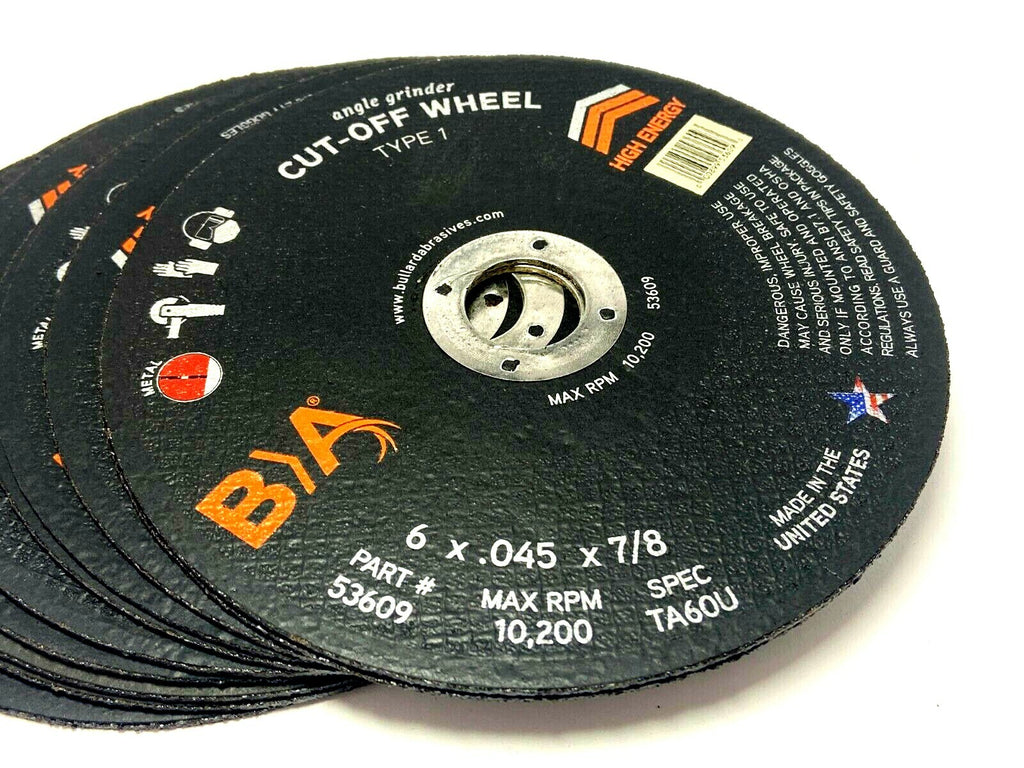 angle grinder
CUT-OFF WHEEL
TYPE 1
HIGH ENERGY
www.bullardabrasives.com
53609
MAX RPM 10,200
METAL
B》A®
DANGEROUS, IMPROPER USE
MAY CAUSE WHEEL BREAKAGE
AND SERIOUS INJURY. SAFE TO USE
ONLY IF MOUNTED AND OPERATED
ACCORDING TO ANSI B7.1 AND OSHA
REGULATIONS. READ SAFETY TIPS IN PACKAGE.
ALWAYS USE A GUARD AND SAFETY GOGGLES
MADE IN THE
UNITED STATES
6 x .045 x 7/8
PART #
53609
MAX RPM
10,200
SPEC
TA60U
GOGGLES
METAL